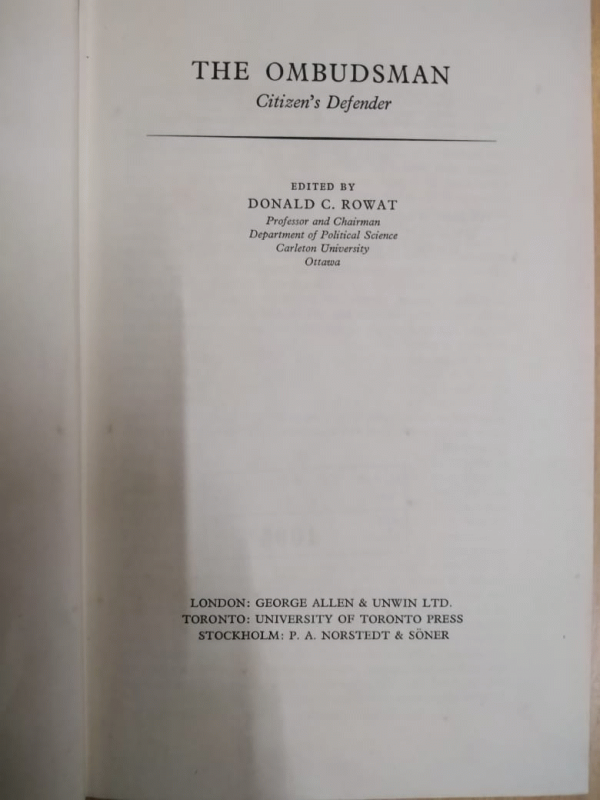 THE OMBUDSMAN
Citizen's Defender
EDITED BY
DONALD C. ROWAT
Professor and Chairman
Department of Political Science
Carleton University
Ottawa
LONDON: GEORGE ALLEN & UNWIN LTD.
TORONTO: UNIVERSITY OF TORONTO PRESS
STOCKHOLM: P. A. NORSTEDT & SÖNER